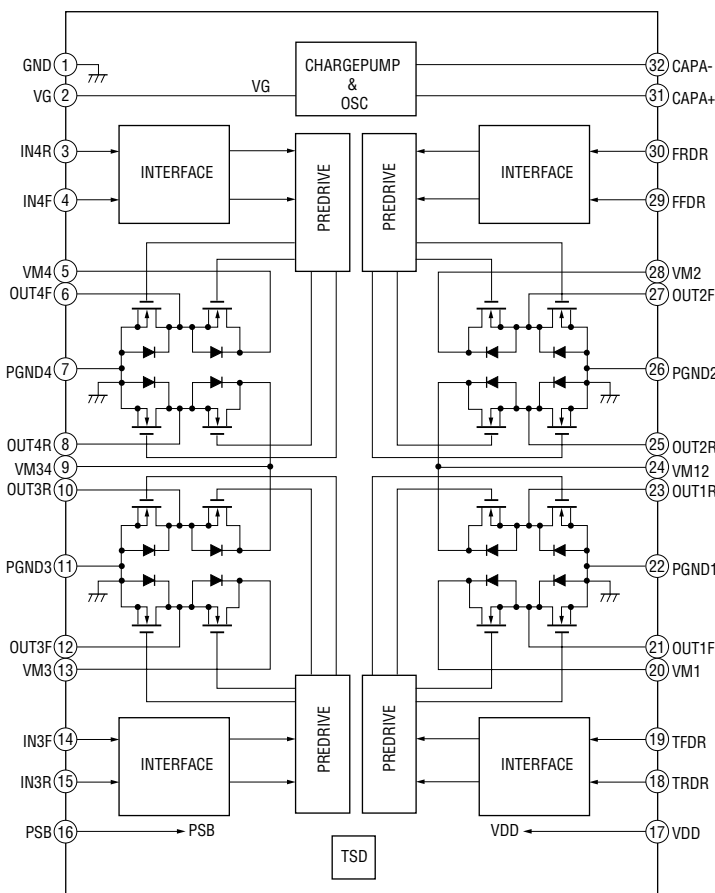 CHARGEPUMP
&
OSC
GND 1
VG 2
VG
32 CAPA-
31 CAPA+
IN4R 3
IN4F 4
INTERFACE
PREDRIVE
PREDRIVE
INTERFACE
30 FRDR
29 FFDR
VM4 5
OUT4F 6
PGND4 7
OUT4R 8
VM34 9
OUT3R 10
PGND3 11
OUT3F 12
VM3 13
28 VM2
27 OUT2F
26 PGND2
25 OUT2R
24 VM12
23 OUT1R
22 PGND1
21 OUT1F
20 VM1
IN3F 14
IN3R 15
INTERFACE
PREDRIVE
PREDRIVE
INTERFACE
19 TFDR
18 TRDR
PSB 16
PSB
VDD
17 VDD
TSD